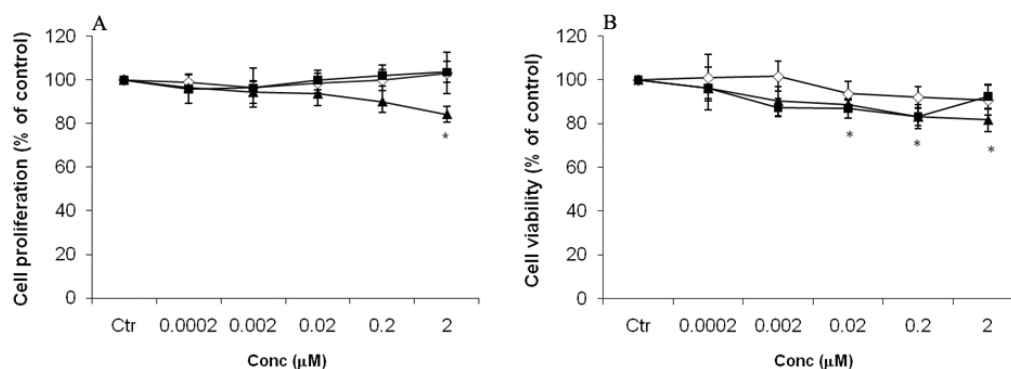 A
Cell proliferation (% of control)
120
100
80
60
40
20
0
*
Ctr 0.0002 0.002 0.02 0.2 2
Conc (μM)
B
Cell viability (% of control)
120
100
80
60
40
20
0
* * *
Ctr 0.0002 0.002 0.02 0.2 2
Conc (μM)